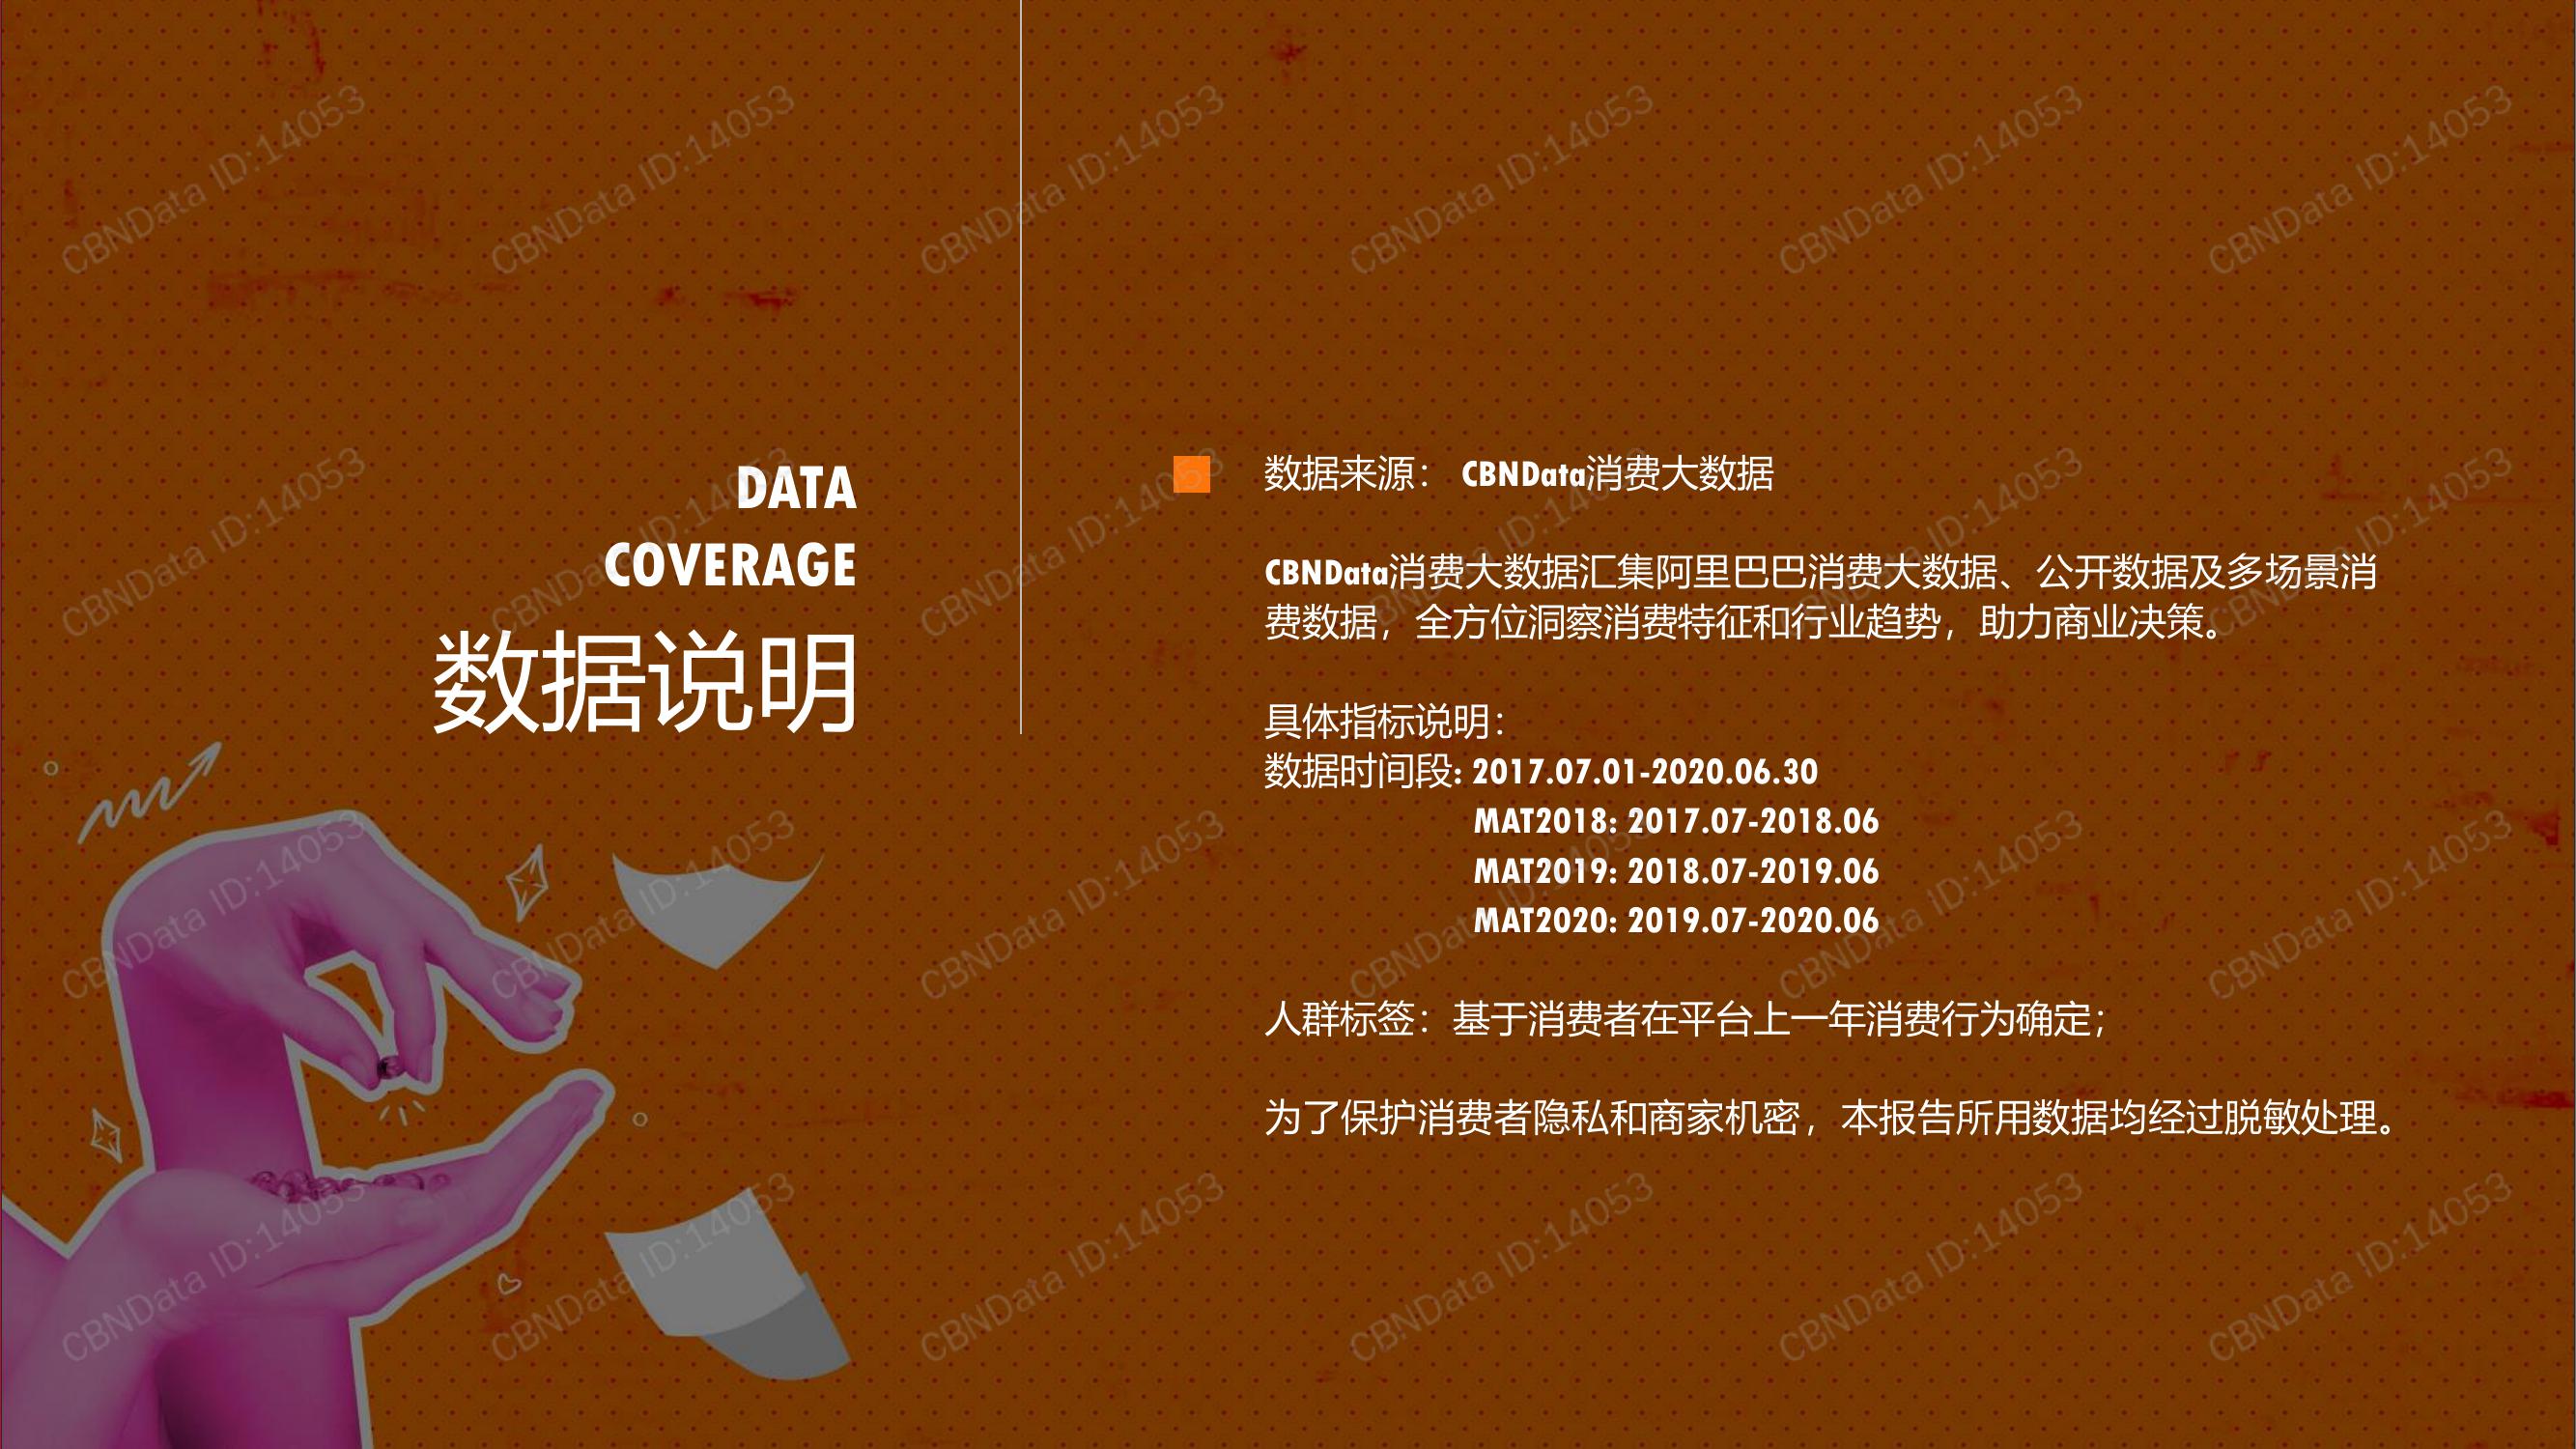 DATA
COVERAGE
数据说明
数据来源： CBNData消费大数据
CBNData消费大数据汇集阿里巴巴消费大数据、公开数据及多场景消
费数据，全方位洞察消费特征和行业趋势，助力商业决策。
具体指标说明：
数据时间段: 2017.07.01-2020.06.30
MAT2018: 2017.07-2018.06
MAT2019: 2018.07-2019.06
MAT2020: 2019.07-2020.06
人群标签：基于消费者在平台上一年消费行为确定；
为了保护消费者隐私和商家机密，本报告所用数据均经过脱敏处理。
CBNData ID:14053